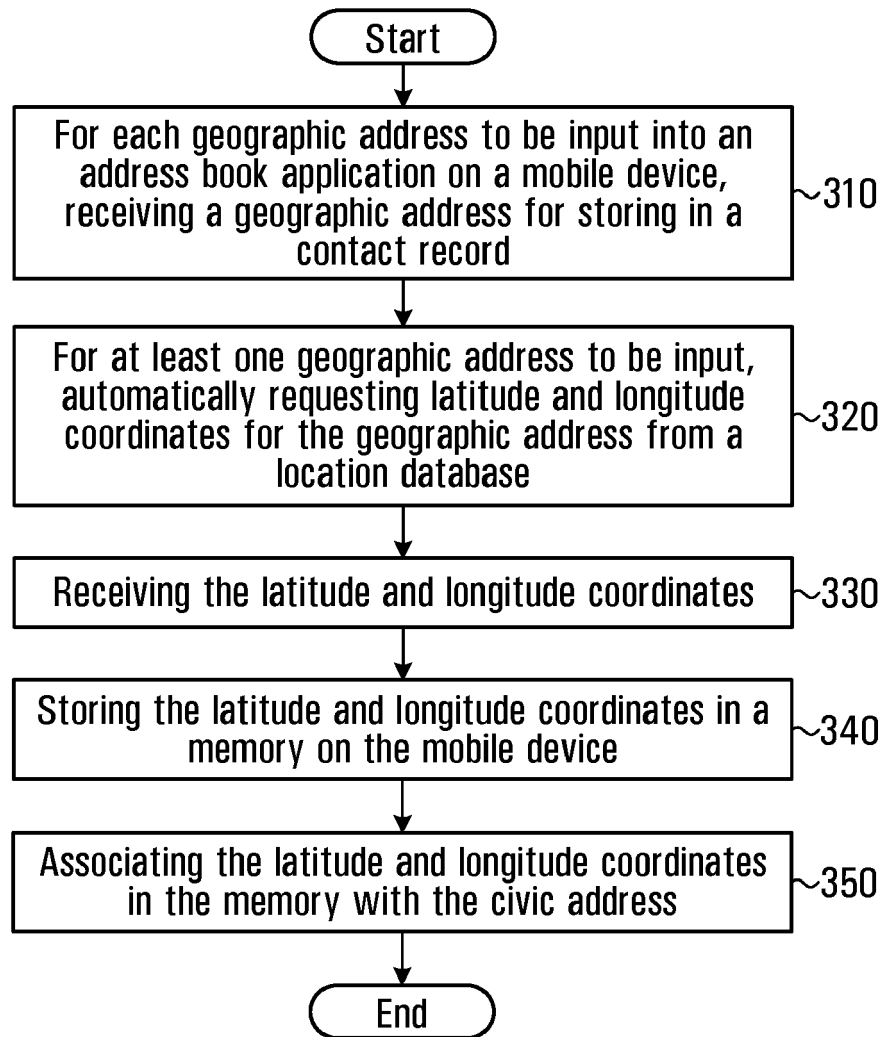 Start
For each geographic address to be input into an
address book application on a mobile device,
receiving a geographic address for storing in a
contact record
310
For at least one geographic address to be input,
automatically requesting latitude and longitude
coordinates for the geographic address from a
location database
320
Receiving the latitude and longitude coordinates
330
Storing the latitude and longitude coordinates in a
memory on the mobile device
340
Associating the latitude and longitude coordinates
in the memory with the civic address
350
End